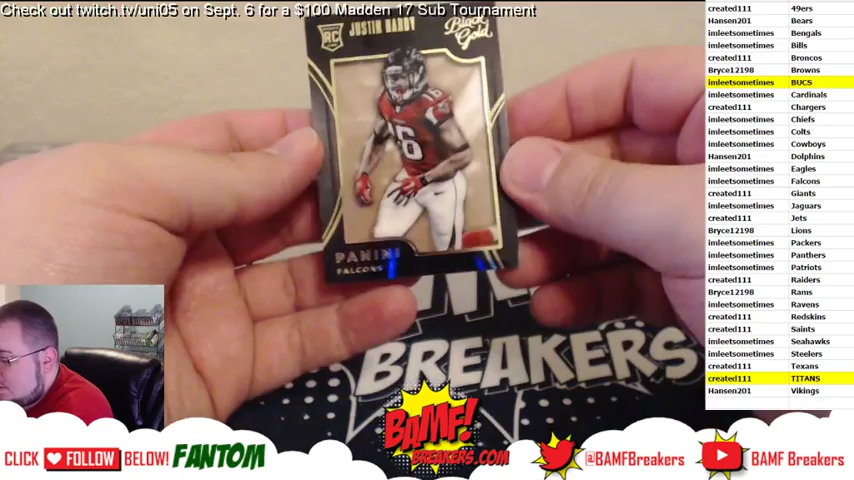 Check out twitch.tv/uni05 on Sept. 6 for a $100 Madden 17 Sub Tournament
RC
JUSTIN HARDY
Black Gold
16
PANINI
FALCONS
BREAKERS
created111 49ers
Hansen201 Bears
imleetsometimes Bengals
imleetsometimes Bills
created111 Broncos
Bryce12198 Browns
imleetsometimes BUCS
imleetsometimes Cardinals
created111 Chargers
imleetsometimes Chiefs
imleetsometimes Colts
imleetsometimes Cowboys
Hansen201 Dolphins
imleetsometimes Eagles
imleetsometimes Falcons
created111 Giants
imleetsometimes Jaguars
created111 Jets
Bryce12198 Lions
imleetsometimes Packers
imleetsometimes Panthers
imleetsometimes Patriots
created111 Raiders
Bryce12198 Rams
imleetsometimes Ravens
created111 Redskins
created111 Saints
imleetsometimes Seahawks
imleetsometimes Steelers
created111 Texans
created111 TITANS
Hansen201 Vikings
CLICK FOLLOW BELOW! FANTOM
BAMF!
BREAKERS.COM
@BAMFBreakers
BAMF Breakers